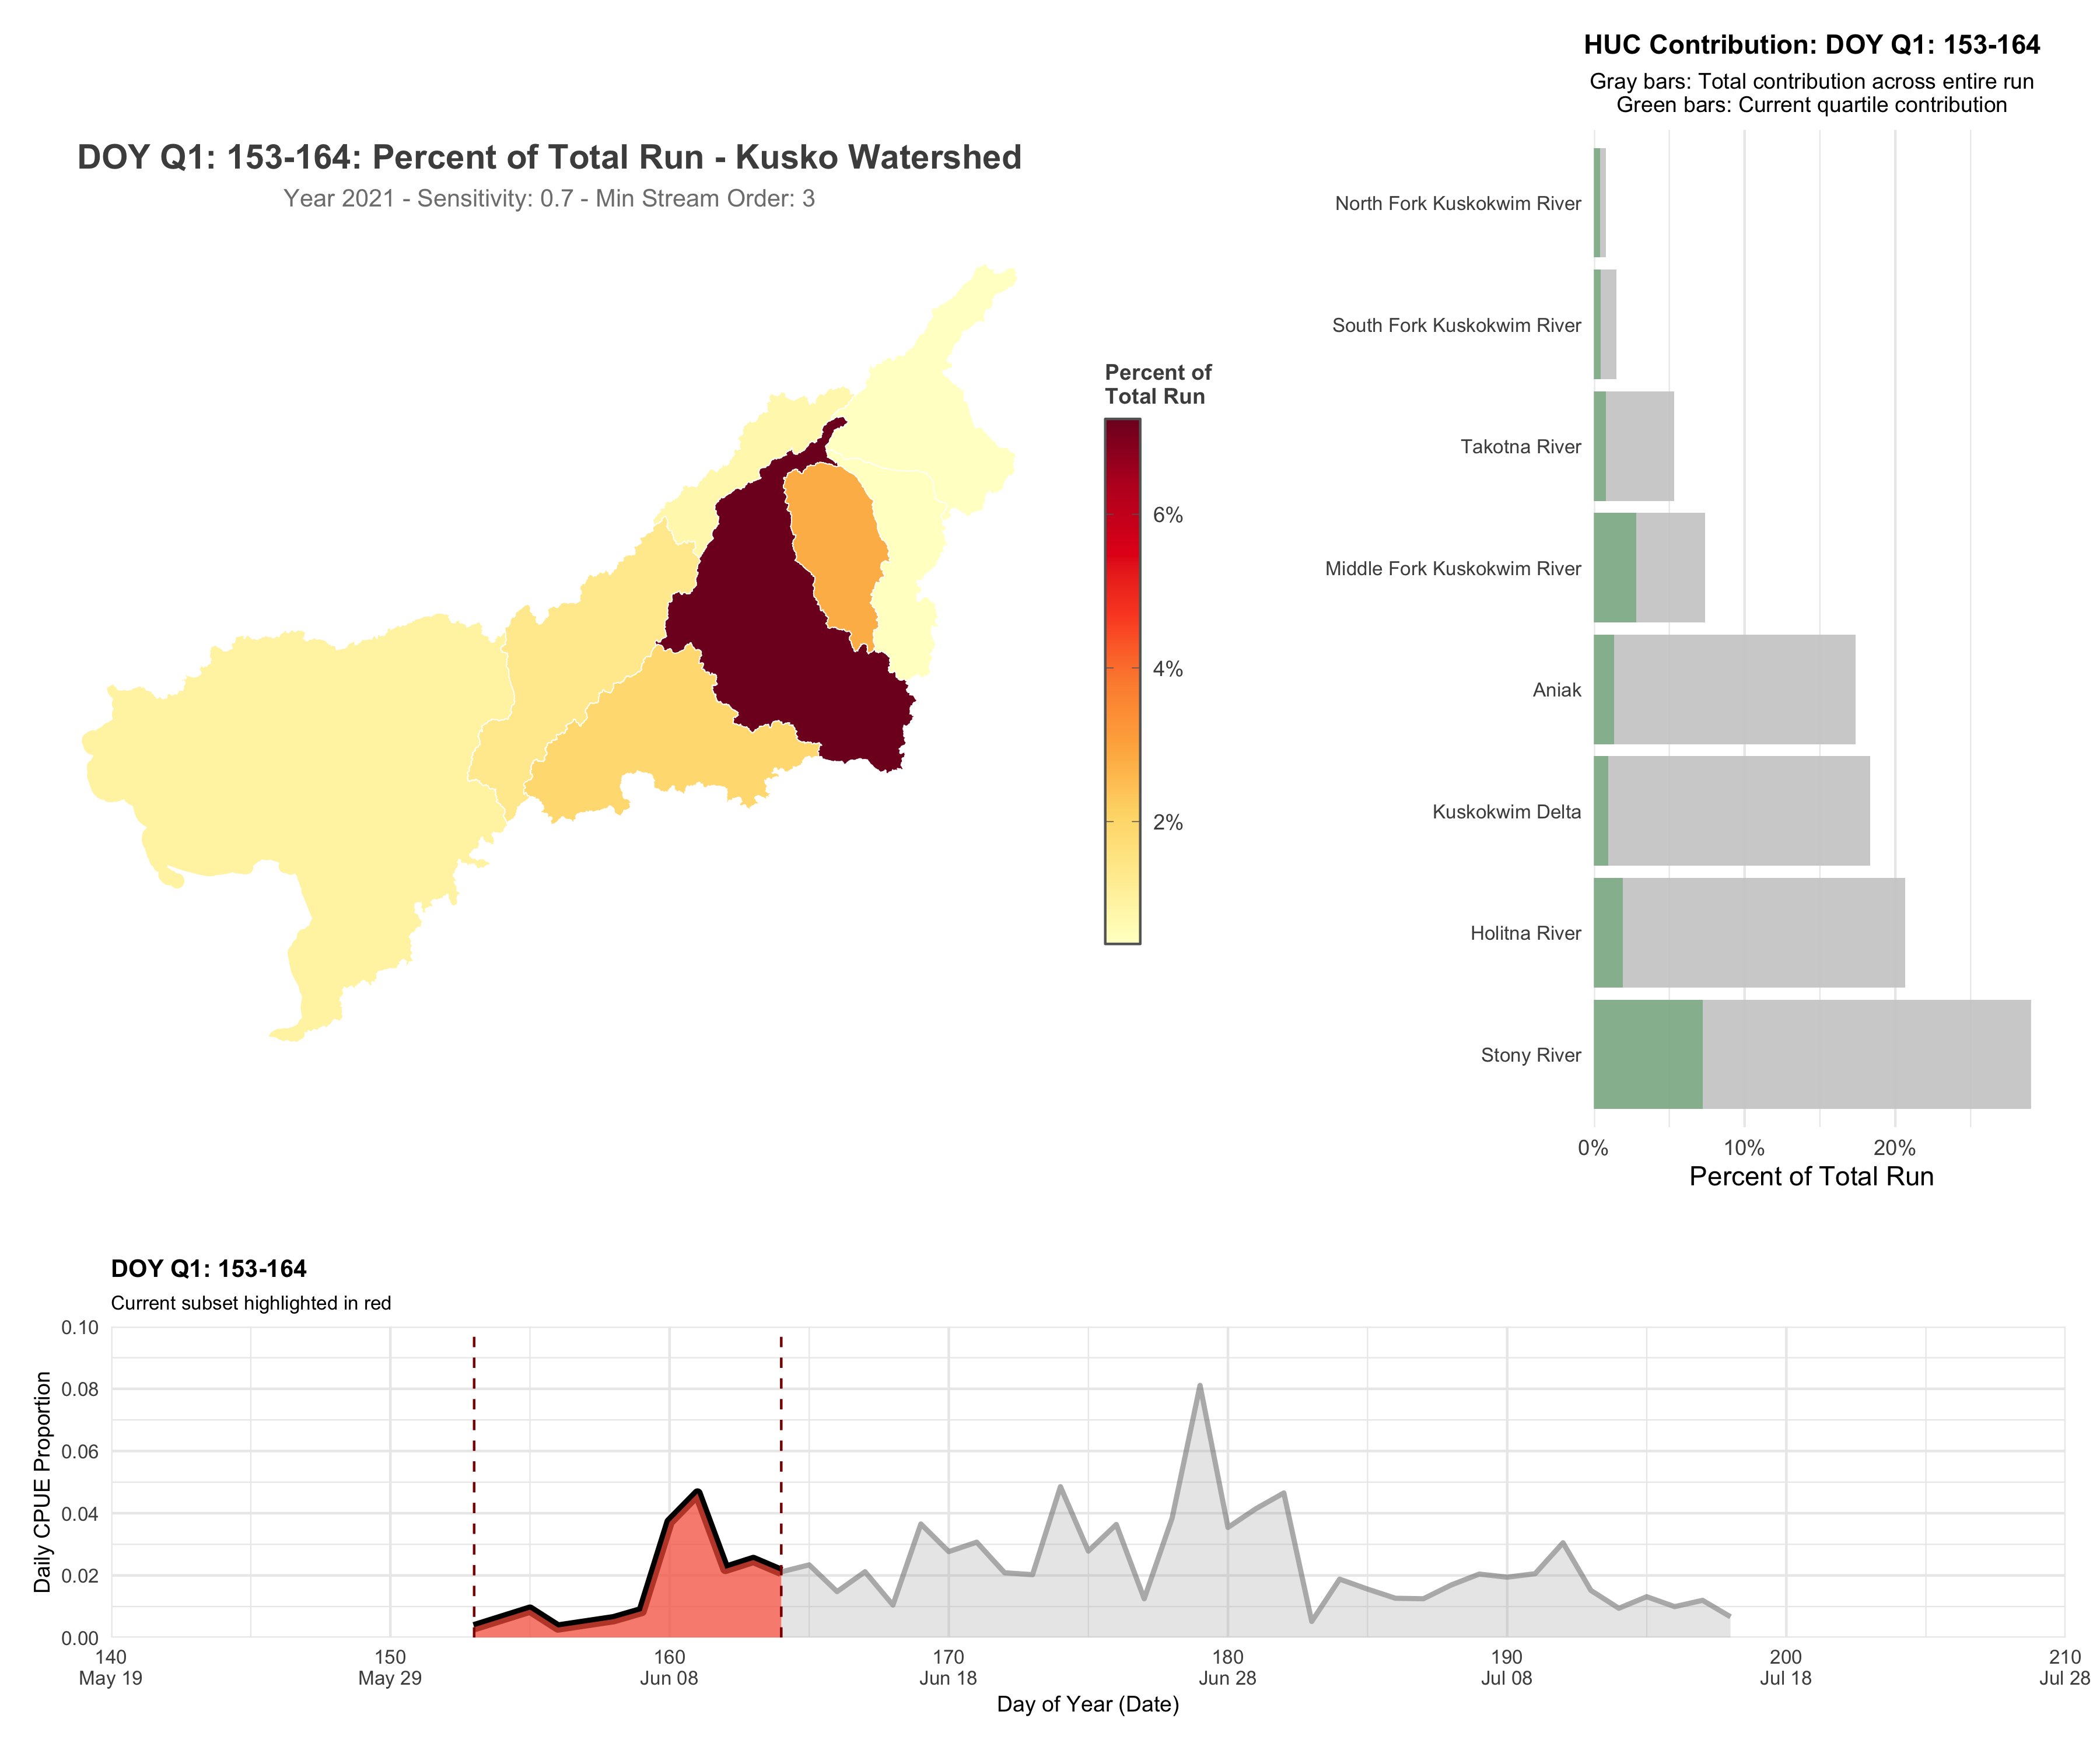 DOY Q1: 153-164: Percent of Total Run - Kusko Watershed
Year 2021 - Sensitivity: 0.7 - Min Stream Order: 3
Percent of
Total Run
6%
4%
2%
HUC Contribution: DOY Q1: 153-164
Gray bars: Total contribution across entire run
Green bars: Current quartile contribution
North Fork Kuskokwim River
South Fork Kuskokwim River
Takotna River
Middle Fork Kuskokwim River
Aniak
Kuskokwim Delta
Holitna River
Stony River
0% 10% 20%
Percent of Total Run
DOY Q1: 153-164
Current subset highlighted in red
Daily CPUE Proportion
0.10
0.08
0.06
0.04
0.02
0.00
140 150 160 170 180 190 200 210
May 19 May 29 Jun 08 Jun 18 Jun 28 Jul 08 Jul 18 Jul 28
Day of Year (Date)